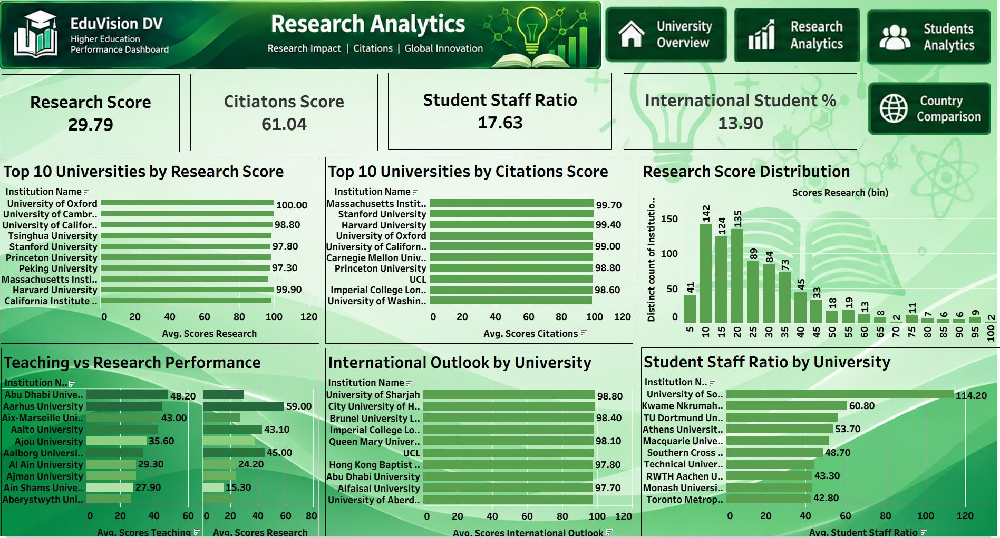 EduVision DV
Higher Education
Performance Dashboard
Research Analytics
Research Impact | Citations | Global Innovation
University
Overview
Research
Analytics
Students
Analytics
Country
Comparison
Research Score
29.79
Citiatons Score
61.04
Student Staff Ratio
17.63
International Student %
13.90
Top 10 Universities by Research Score
Institution Name
University of Oxford 100.00
University of Cambr..
University of Califor.. 98.80
Tsinghua University
Stanford University 97.80
Princeton University
Peking University 97.30
Massachusetts Insti..
Harvard University 99.90
California Institute ..
0 20 40 60 80 100 120
Avg. Scores Research
Top 10 Universities by Citations Score
Institution Name
Massachusetts Instit.. 99.70
Stanford University
Harvard University 99.40
University of Oxford
University of Californ.. 99.00
Carnegie Mellon Univ..
Princeton University 98.80
UCL
Imperial College Lon.. 98.60
University of Washin..
0 20 40 60 80 100 120
Avg. Scores Citations
Research Score Distribution
Scores Research (bin)
Distinct count of Institutio..
150
100
50
0
41 142 124 135 89 84 73 45 33 18 19 13 8 2 11 7 6 6 9 2
5 10 15 20 25 30 35 40 45 50 55 60 65 70 75 80 85 90 95 100
Teaching vs Research Performance
Institution N..
Abu Dhabi Unive.. 48.20
Aarhus University 59.00
Aix-Marseille Uni.. 43.00
Aalto University 43.10
Ajou University 35.60
Aalborg Universi.. 45.00
Al Ain University 29.30 24.20
Ajman University
Ain Shams Unive.. 27.90 15.30
Aberystwyth Uni..
0 20 40 60 0 20 40 60 80
Avg. Scores Teaching Avg. Scores Research
International Outlook by University
Institution Name
University of Sharjah 98.80
City University of H..
Brunel University L.. 98.40
Imperial College Lo..
Queen Mary Univer.. 98.10
UCL
Hong Kong Baptist .. 97.80
Abu Dhabi University
Alfaisal University 97.70
University of Aberd..
0 20 40 60 80 100 120
Avg. Scores International Outlook
Student Staff Ratio by University
Institution N..
University of So.. 114.20
Kwame Nkrumah.. 60.80
TU Dortmund Un..
Athens Universit.. 53.70
Macquarie Unive..
Southern Cross .. 48.70
Technical Univer..
RWTH Aachen U.. 43.30
Monash Universi..
Toronto Metrop.. 42.80
0 20 40 60 80 100 120
Avg. Student Staff Ratio